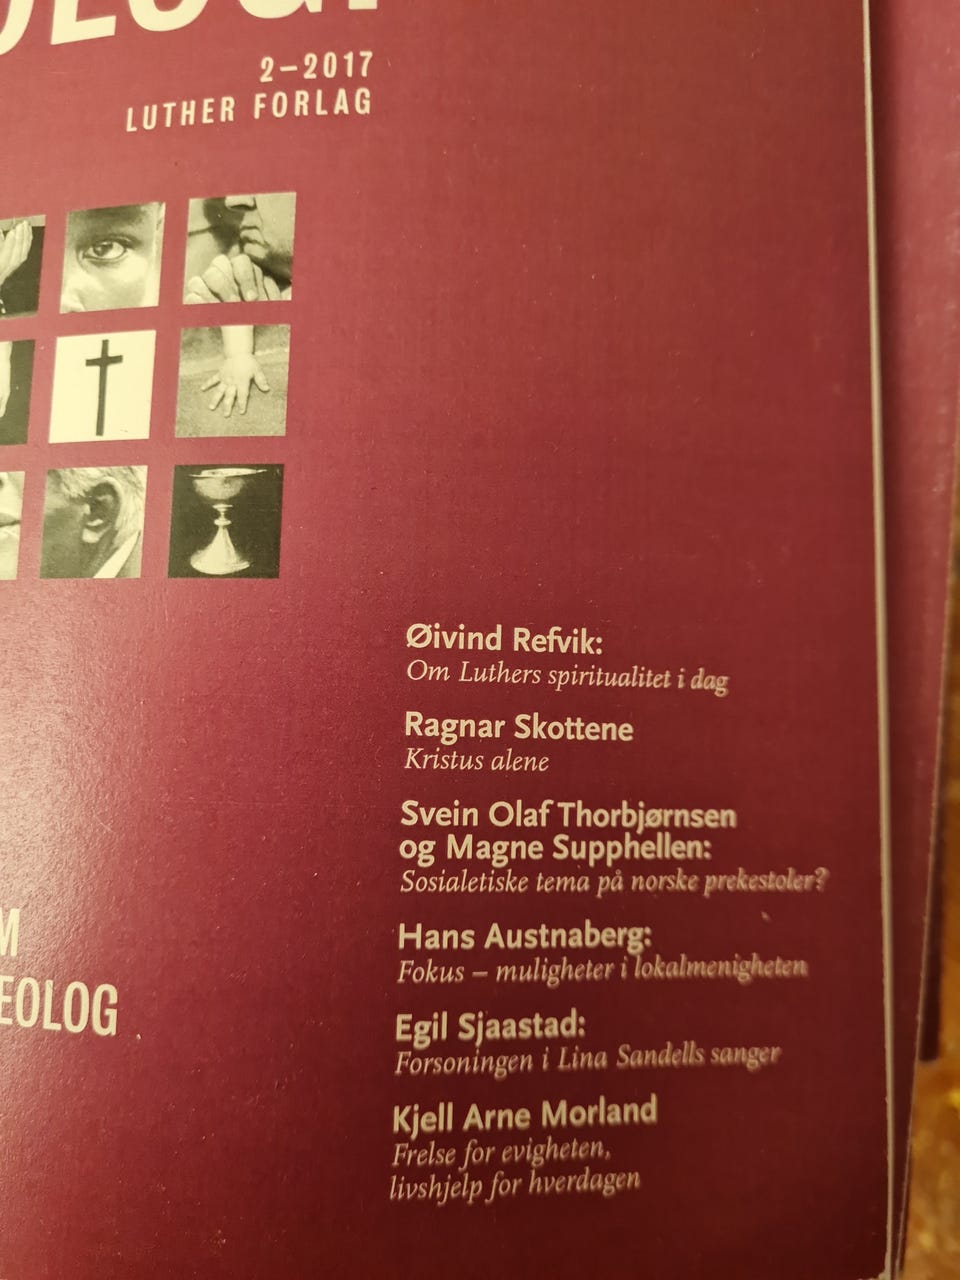 OLOGI
2–2017
LUTHER FORLAG
Øivind Refvik:
Om Luthers spiritualitet i dag
Ragnar Skottene
Kristus alene
Svein Olaf Thorbjørnsen
og Magne Supphellen:
Sosialetiske tema på norske prekestoler?
Hans Austnaberg:
Fokus – muligheter i lokalmenigheten
M
EOLOG
Egil Sjaastad:
Forsoningen i Lina Sandells sanger
Kjell Arne Morland
Frelse for evigheten,
livshjelp for hverdagen